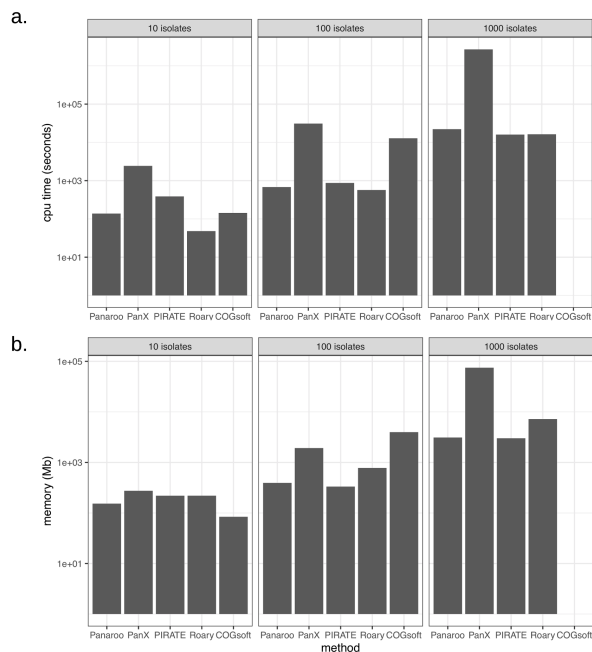 a.
10 isolates
100 isolates
1000 isolates
cpu time (seconds)
1e+05
1e+03
1e+01
Panaroo PanX PIRATE Roary COGsoft
Panaroo PanX PIRATE Roary COGsoft
Panaroo PanX PIRATE Roary COGsoft
b.
10 isolates
100 isolates
1000 isolates
memory (Mb)
1e+05
1e+03
1e+01
Panaroo PanX PIRATE Roary COGsoft
Panaroo PanX PIRATE Roary COGsoft
Panaroo PanX PIRATE Roary COGsoft
method